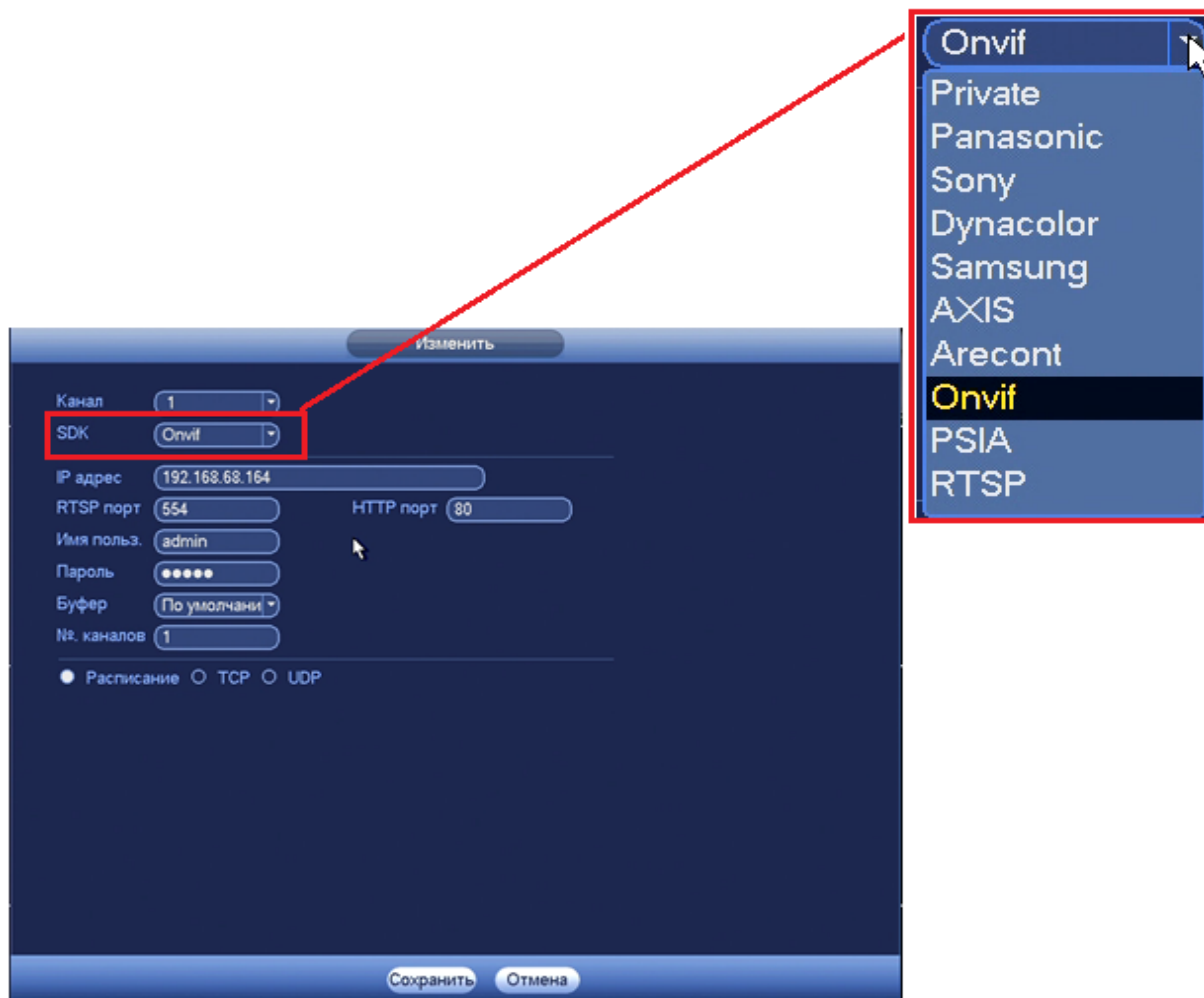 Onvif
Private
Panasonic
Sony
Dynacolor
Samsung
AXIS
Arecont
Onvif
PSIA
RTSP
Изменить
Канал 1
SDK Onvif
IP адрес 192.168.68.164
RTSP порт 554 HTTP порт 80
Имя польз. admin
Пароль •••••
Буфер По умолчани
№. каналов 1
Расписание TCP UDP
Сохранить Отмена